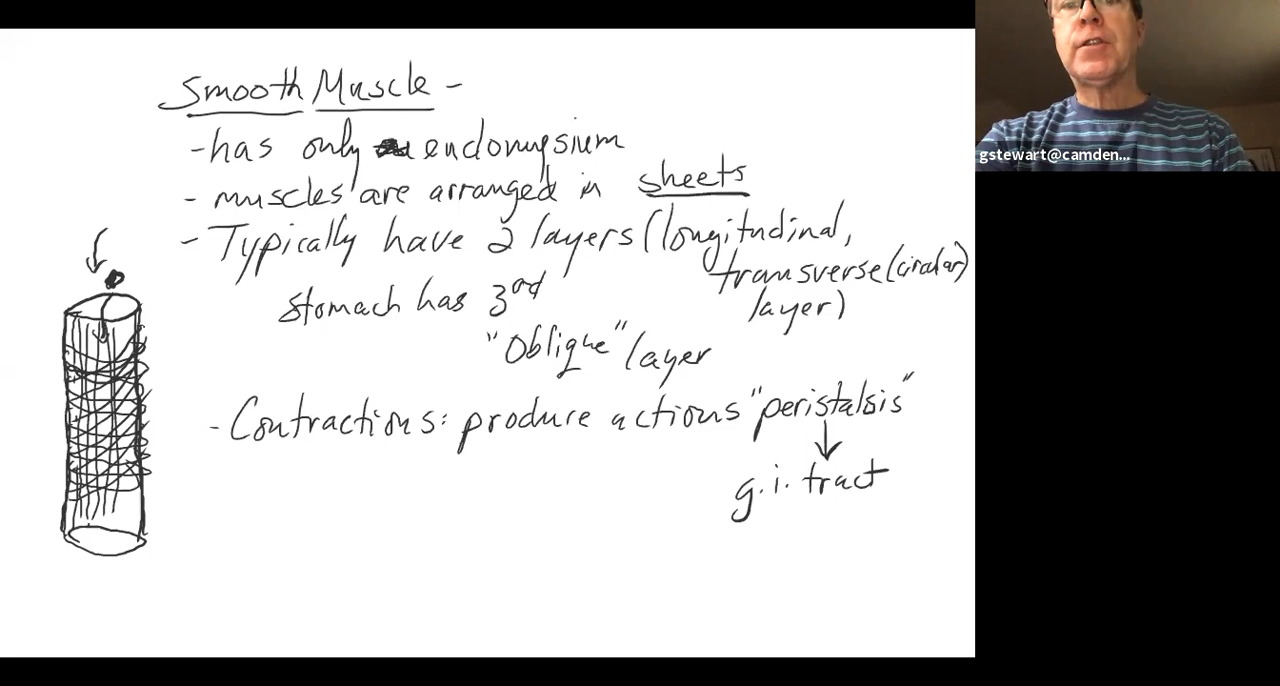 Smooth Muscle -
- has only endomysium
- muscles are arranged in sheets
- Typically have 2 layers (longitudinal,
transverse (circular)
layer)
stomach has 3rd
"Oblique" layer
- Contractions: produce actions "peristalsis"
g.i. tract
gstewart@camden...